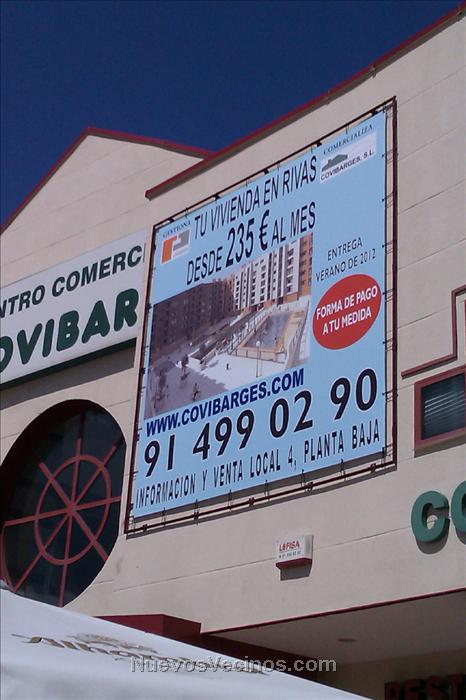 GESTIONA
COMERCIALIZA
COVIBARGES, S.L.
TU VIVIENDA EN RIVAS
DESDE 235 € AL MES
ENTREGA
VERANO DE 2012
FORMA DE PAGO
A TU MEDIDA
WWW.COVIBARGES.COM
91 499 02 90
INFORMACION Y VENTA LOCAL 4, PLANTA BAJA
NTRO COMERC
OVIBAR
CO
LOFISA
NuevosVecinos.com